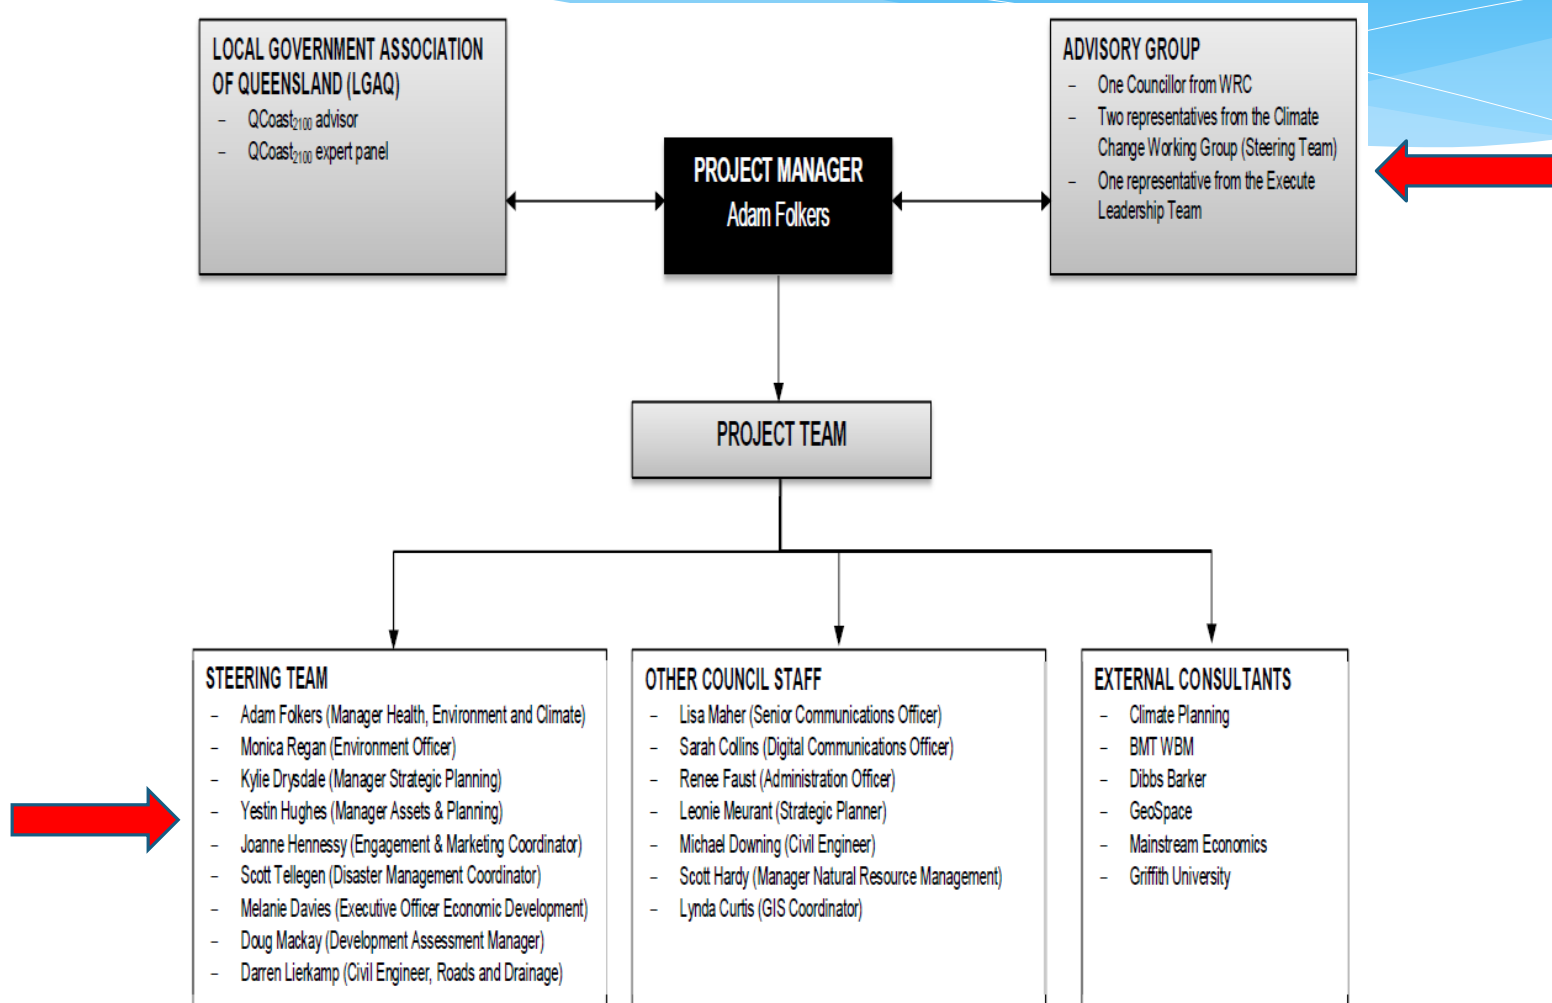 LOCAL GOVERNMENT ASSOCIATION
OF QUEENSLAND (LGAQ)
– QCoast2100 advisor
– QCoast2100 expert panel
PROJECT MANAGER
Adam Folkers
ADVISORY GROUP
– One Councillor from WRC
– Two representatives from the Climate
Change Working Group (Steering Team)
– One representative from the Execute
Leadership Team
PROJECT TEAM
STEERING TEAM
– Adam Folkers (Manager Health, Environment and Climate)
– Monica Regan (Environment Officer)
– Kylie Drysdale (Manager Strategic Planning)
– Yestin Hughes (Manager Assets & Planning)
– Joanne Hennessy (Engagement & Marketing Coordinator)
– Scott Tellegen (Disaster Management Coordinator)
– Melanie Davies (Executive Officer Economic Development)
– Doug Mackay (Development Assessment Manager)
– Darren Lierkamp (Civil Engineer, Roads and Drainage)
OTHER COUNCIL STAFF
– Lisa Maher (Senior Communications Officer)
– Sarah Collins (Digital Communications Officer)
– Renee Faust (Administration Officer)
– Leonie Meurant (Strategic Planner)
– Michael Downing (Civil Engineer)
– Scott Hardy (Manager Natural Resource Management)
– Lynda Curtis (GIS Coordinator)
EXTERNAL CONSULTANTS
– Climate Planning
– BMT WBM
– Dibbs Barker
– GeoSpace
– Mainstream Economics
– Griffith University